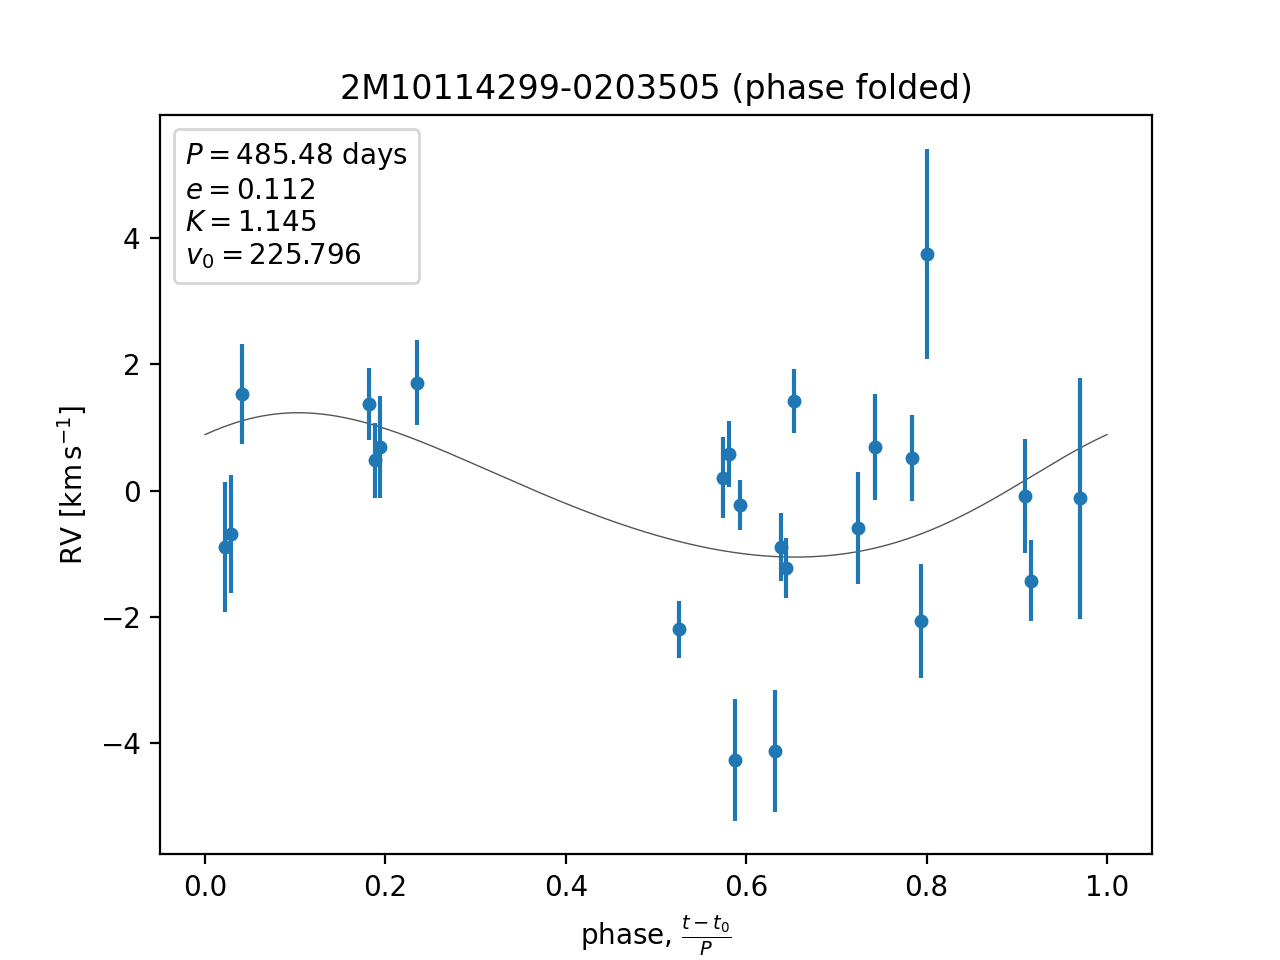 2M10114299-0203505 (phase folded)
P = 485.48 days
e = 0.112
K = 1.145
v₀ = 225.796
4
2
0
−2
−4
RV [km s⁻¹]
0.0 0.2 0.4 0.6 0.8 1.0
phase, (t − t₀)/P